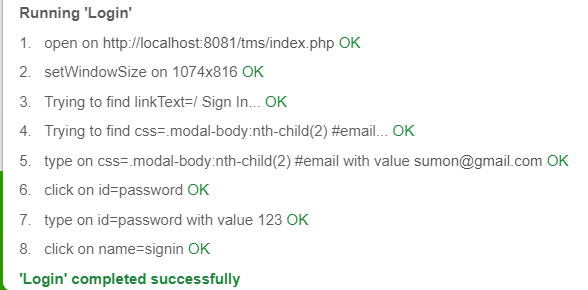 Running 'Login'
1. open on http://localhost:8081/tms/index.php OK
2. setWindowSize on 1074x816 OK
3. Trying to find linkText=/ Sign In... OK
4. Trying to find css=.modal-body:nth-child(2) #email... OK
5. type on css=.modal-body:nth-child(2) #email with value sumon@gmail.com OK
6. click on id=password OK
7. type on id=password with value 123 OK
8. click on name=signin OK
'Login' completed successfully